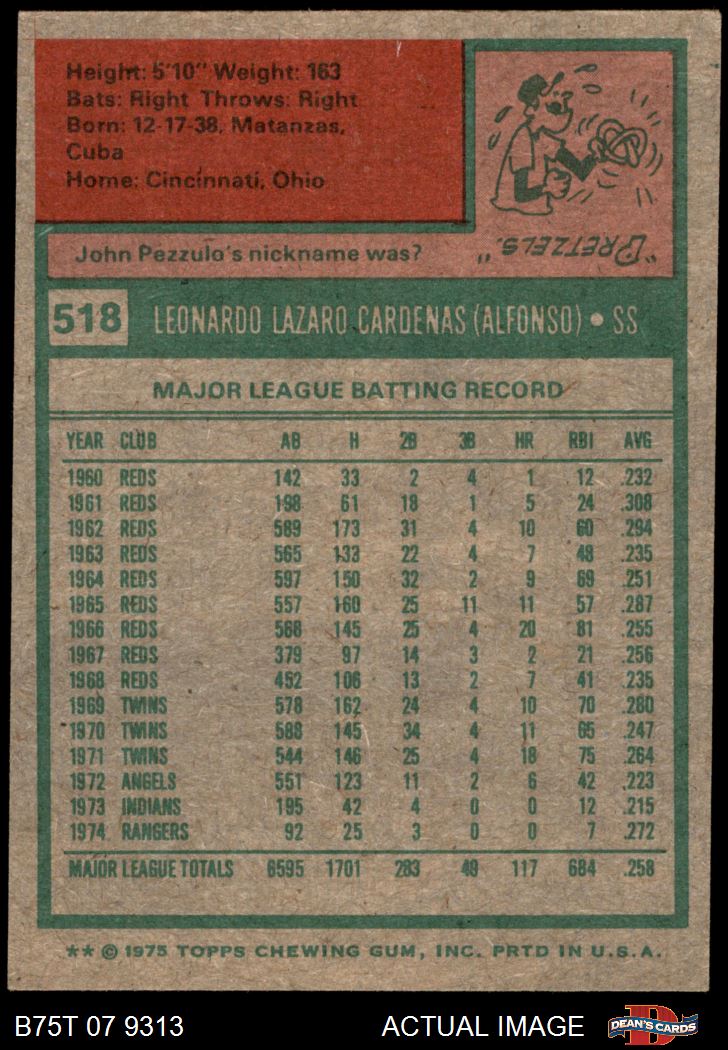 Height: 5'10" Weight: 163
Bats: Right Throws: Right
Born: 12-17-38, Matanzas,
Cuba
Home: Cincinnati, Ohio
John Pezzulo's nickname was?
"PRETZELS."
518 LEONARDO LAZARO CARDENAS (ALFONSO) • SS
MAJOR LEAGUE BATTING RECORD
YEAR CLUB AB H 2B 3B HR RBI AVG
1960 REDS 142 33 2 4 1 12 .232
1961 REDS 198 61 18 1 5 24 .308
1962 REDS 589 173 31 4 10 60 .294
1963 REDS 565 133 22 4 7 48 .235
1964 REDS 597 150 32 2 9 69 .251
1965 REDS 557 160 25 11 11 57 .287
1966 REDS 568 145 25 4 20 81 .255
1967 REDS 379 97 14 3 2 21 .256
1968 REDS 452 106 13 2 7 41 .235
1969 TWINS 578 162 24 4 10 70 .280
1970 TWINS 588 145 34 4 11 65 .247
1971 TWINS 544 146 25 4 18 75 .264
1972 ANGELS 551 123 11 2 6 42 .223
1973 INDIANS 195 42 4 0 0 12 .215
1974 RANGERS 92 25 3 0 0 7 .272
MAJOR LEAGUE TOTALS 6595 1701 283 49 117 684 .258
** © 1975 TOPPS CHEWING GUM, INC. PRTD IN U.S.A.
B75T 07 9313 ACTUAL IMAGE DEAN'S CARDS